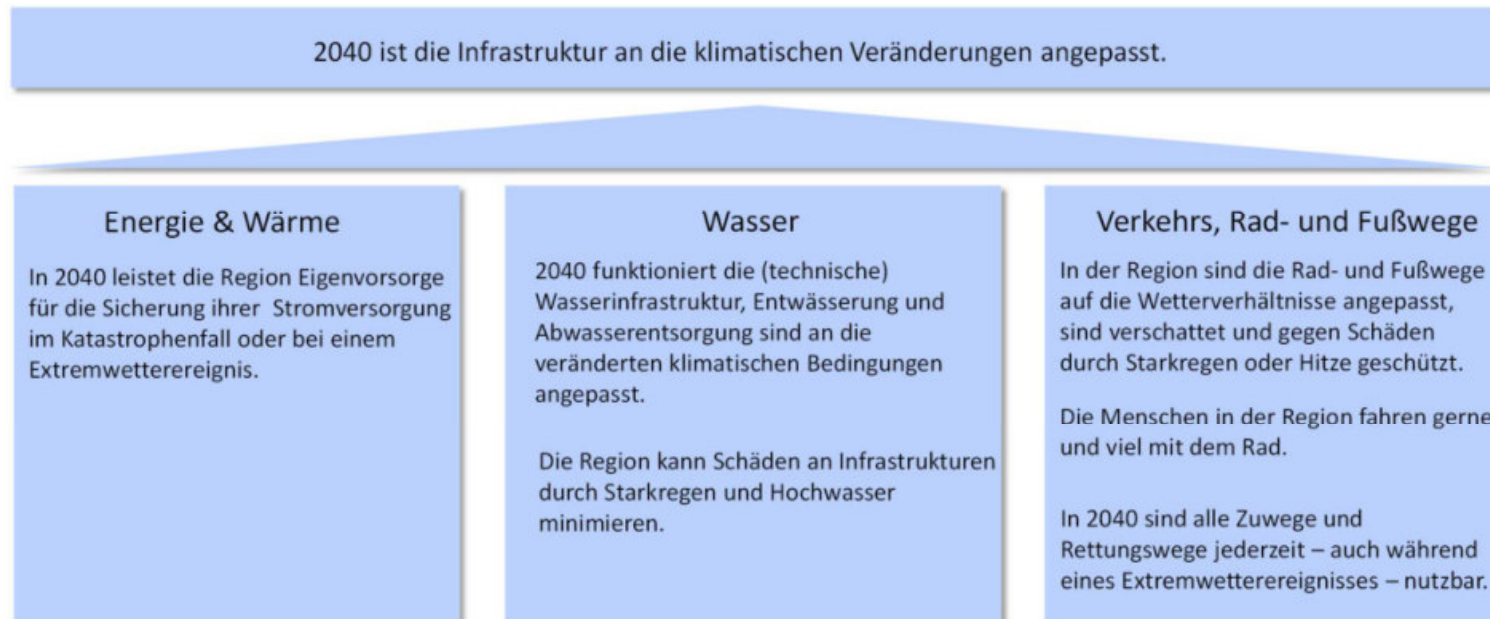 2040 ist die Infrastruktur an die klimatischen Veränderungen angepasst.
Energie & Wärme
In 2040 leistet die Region Eigenvorsorge
für die Sicherung ihrer Stromversorgung
im Katastrophenfall oder bei einem
Extremwetterereignis.
Wasser
2040 funktioniert die (technische)
Wasserinfrastruktur, Entwässerung und
Abwasserentsorgung sind an die
veränderten klimatischen Bedingungen
angepasst.
Die Region kann Schäden an Infrastrukturen
durch Starkregen und Hochwasser
minimieren.
Verkehrs, Rad- und Fußwege
In der Region sind die Rad- und Fußwege
auf die Wetterverhältnisse angepasst,
sind verschattet und gegen Schäden
durch Starkregen oder Hitze geschützt.
Die Menschen in der Region fahren gerne
und viel mit dem Rad.
In 2040 sind alle Zuwege und
Rettungswege jederzeit – auch während
eines Extremwetterereignisses – nutzbar.